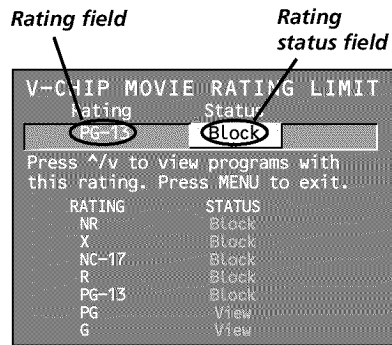 Rating field
Rating
status field
V-CHIP MOVIE RATING LIMIT
Rating Status
PG-13 Block
Press ^/v to view programs with
this rating. Press MENU to exit.
RATING STATUS
NR Block
X Block
NC-17 Block
R Block
PG-13 Block
PG View
G View